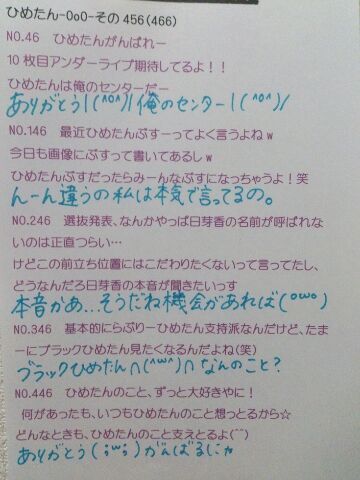 ひめたん-OoO-その456(466)
NO.46　ひめたんがんばれー
10枚目アンダーライブ期待してるよ！！
ひめたんは俺のセンターだー
ありがとう!(^o^)! 俺のセンター!(^o^)/
NO.146　最近ひめたんぶすーってよく言うよねw
今日も画像にぶすって書いてあるしw
ひめたんぶすだったらみーんなぶすになっちゃうよ！笑
んーん違うの私は本気で言ってるの。
NO.246　選抜発表、なんかやっぱ日芽香の名前が呼ばれな
いのは正直つらい…
けどこの前立ち位置にはこだわりたくないって言ってたし、
どうなんだろ日芽香の本音が聞きたいっす
本音かあ...そうだね機会があれば(°ω°)
NO.346　基本的にらぶりーひめたん支持派なんだけど、たま
ーにブラックひめたん見たくなるんだよね(笑)
ブラックひめたん∩(^ω^)∩なんのこと？
NO.446　ひめたんのこと、ずっと大好きやに！
何があったも、いつもひめたんのこと想っとるから☆
どんなときも、ひめたんのこと支えとるよ(^^)
ありがとう(;ω;)がんばるにゃ